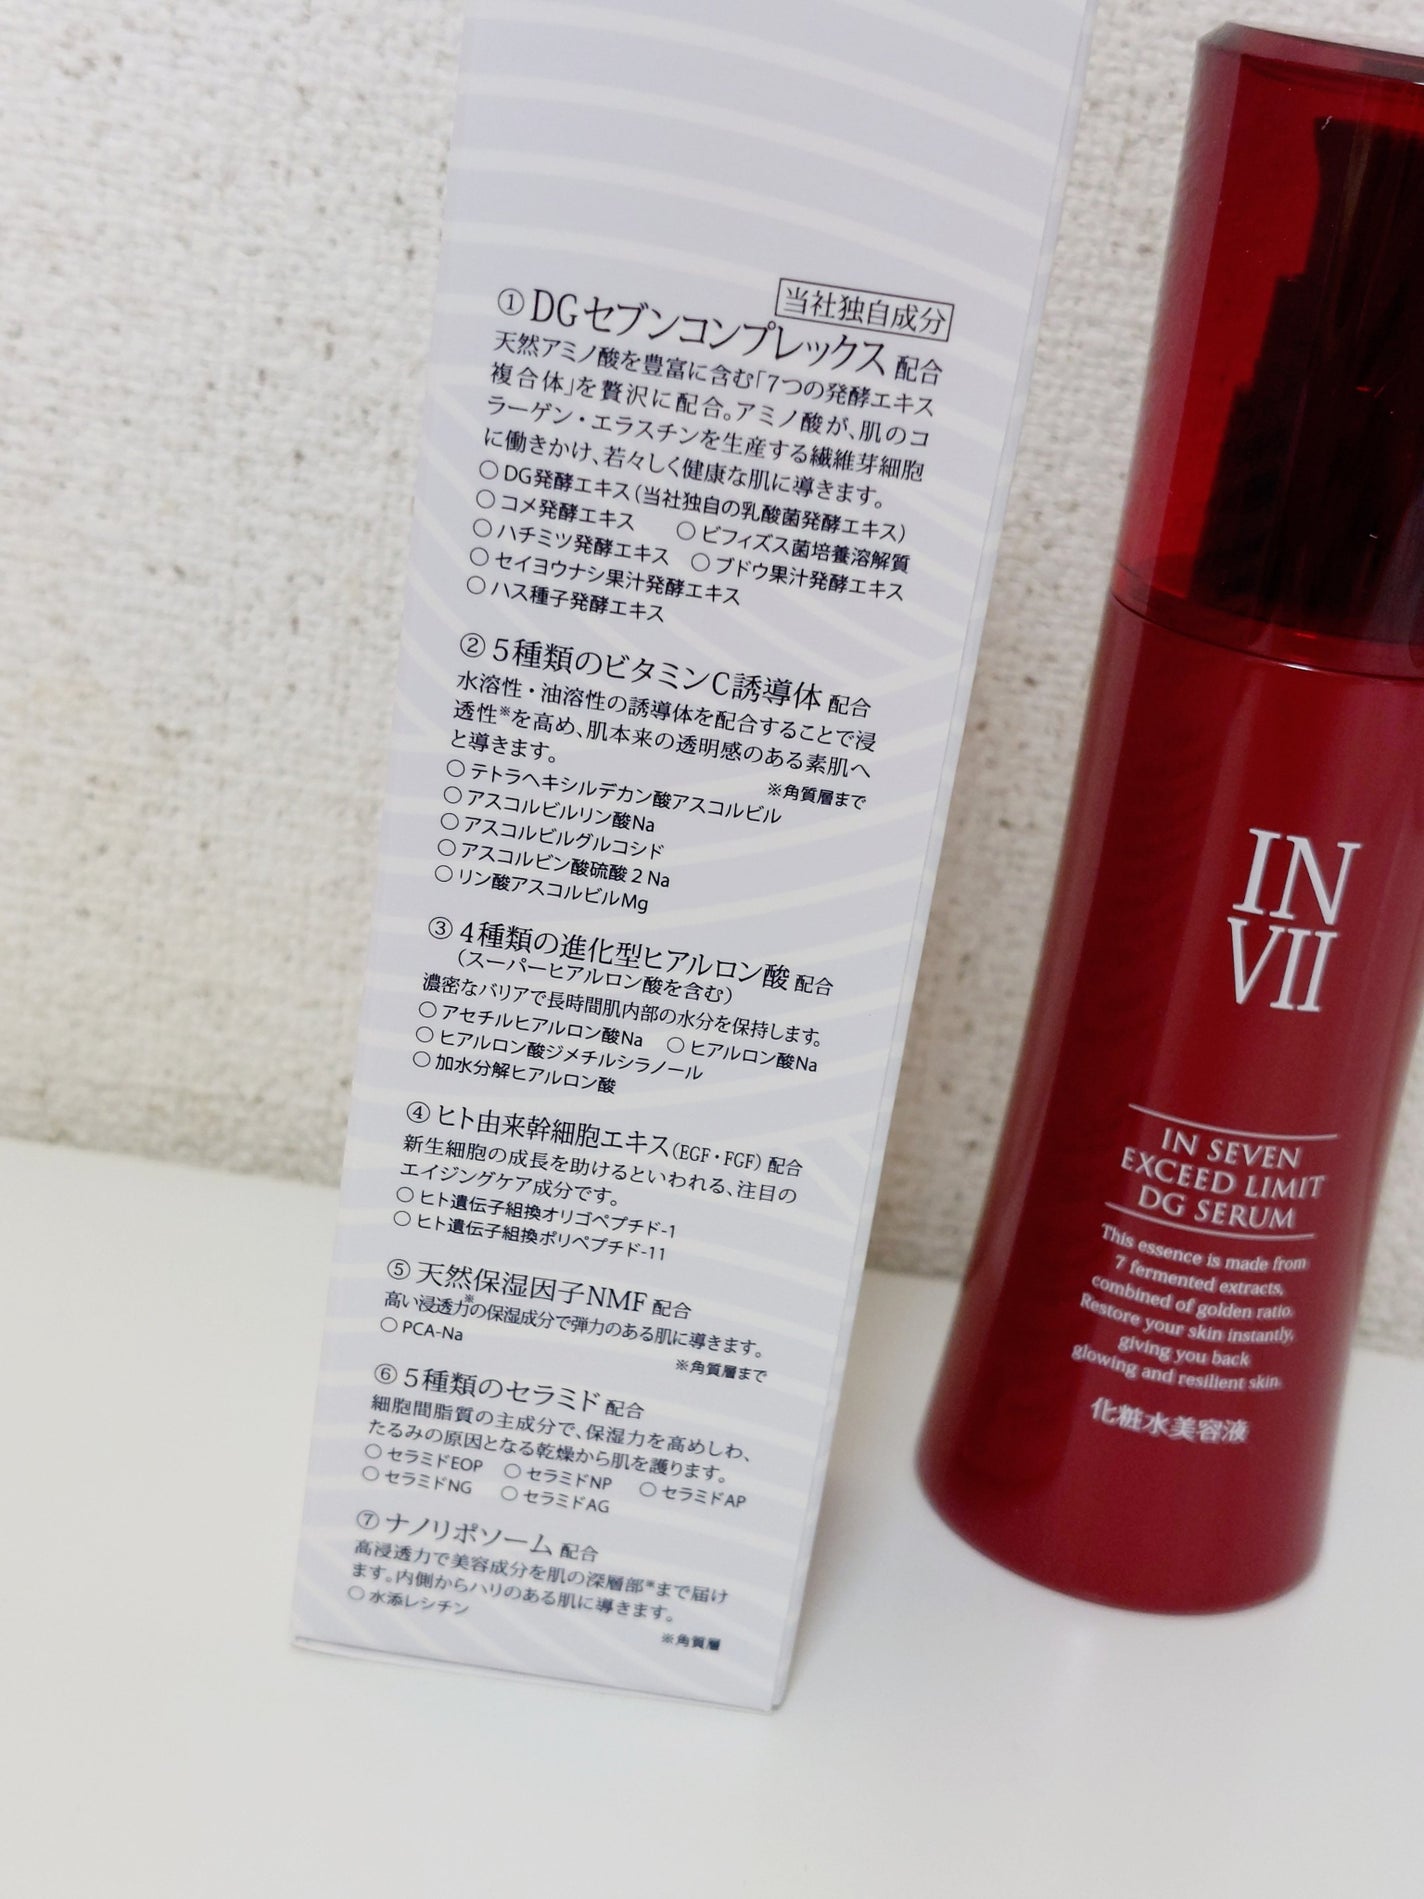 当社独自成分
① DGセブンコンプレックス 配合
天然アミノ酸を豊富に含む「7つの発酵エキス
複合体」を贅沢に配合。アミノ酸が、肌のコ
ラーゲン・エラスチンを生産する繊維芽細胞
に働きかけ、若々しく健康な肌に導きます。
○ DG発酵エキス（当社独自の乳酸菌発酵エキス）
○ コメ発酵エキス ○ ビフィズス菌培養溶解質
○ ハチミツ発酵エキス ○ ブドウ果汁発酵エキス
○ セイヨウナシ果汁発酵エキス
○ ハス種子発酵エキス
② 5種類のビタミンC誘導体 配合
水溶性・油溶性の誘導体を配合することで浸
透性※を高め、肌本来の透明感のある素肌へ
と導きます。
※角質層まで
○ テトラヘキシルデカン酸アスコルビル
○ アスコルビルリン酸Na
○ アスコルビルグルコシド
○ アスコルビン酸硫酸2Na
○ リン酸アスコルビルMg
③ 4種類の進化型ヒアルロン酸 配合
（スーパーヒアルロン酸を含む）
濃密なバリアで長時間肌内部の水分を保持します。
○ アセチルヒアルロン酸Na ○ ヒアルロン酸Na
○ ヒアルロン酸ジメチルシラノール
○ 加水分解ヒアルロン酸
④ ヒト由来幹細胞エキス（EGF・FGF）配合
新生細胞の成長を助けるといわれる、注目の
エイジングケア成分です。
○ ヒト遺伝子組換オリゴペプチド-1
○ ヒト遺伝子組換ポリペプチド-11
⑤ 天然保湿因子NMF 配合
高い浸透力※の保湿成分で弾力のある肌に導きます。
○ PCA-Na
※角質層まで
⑥ 5種類のセラミド 配合
細胞間脂質の主成分で、保湿力を高めしわ、
たるみの原因となる乾燥から肌を護ります。
○ セラミドEOP ○ セラミドNP ○ セラミドAP
○ セラミドNG ○ セラミドAG
⑦ ナノリポソーム 配合
高浸透力で美容成分を肌の深層部※まで届け
ます。内側からハリのある肌に導きます。
○ 水添レシチン
※角質層
IN
VII
IN SEVEN
EXCEED LIMIT
DG SERUM
This essence is made from
7 fermented extracts,
combined of golden ratio.
Restore your skin instantly,
giving you back
glowing and resilient skin.
化粧水美容液